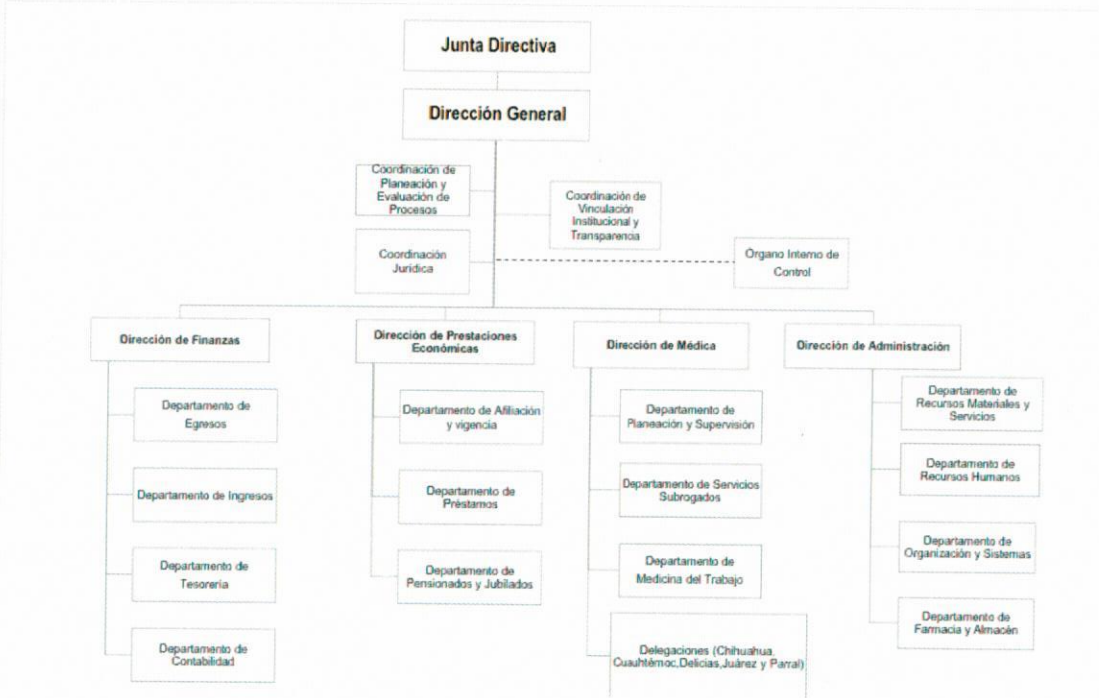 Junta Directiva
Dirección General
Coordinación de
Planeación y
Evaluación de
Procesos
Coordinación de
Vinculación
Institucional y
Transparencia
Coordinación
Jurídica
Órgano Interno de
Control
Dirección de Finanzas
Dirección de Prestaciones
Económicas
Dirección de Médica
Dirección de Administración
Departamento de
Egresos
Departamento de Ingresos
Departamento de
Tesorería
Departamento de
Contabilidad
Departamento de Afiliación
y vigencia
Departamento de
Préstamos
Departamento de
Pensionados y Jubilados
Departamento de
Planeación y Supervisión
Departamento de Servicios
Subrogados
Departamento de
Medicina del Trabajo
Delegaciones (Chihuahua,
Cuauhtémoc,Delicias,Juárez y Parral)
Departamento de
Recursos Materiales y
Servicios
Departamento de
Recursos Humanos
Departamento de
Organización y Sistemas
Departamento de
Farmacia y Almacén